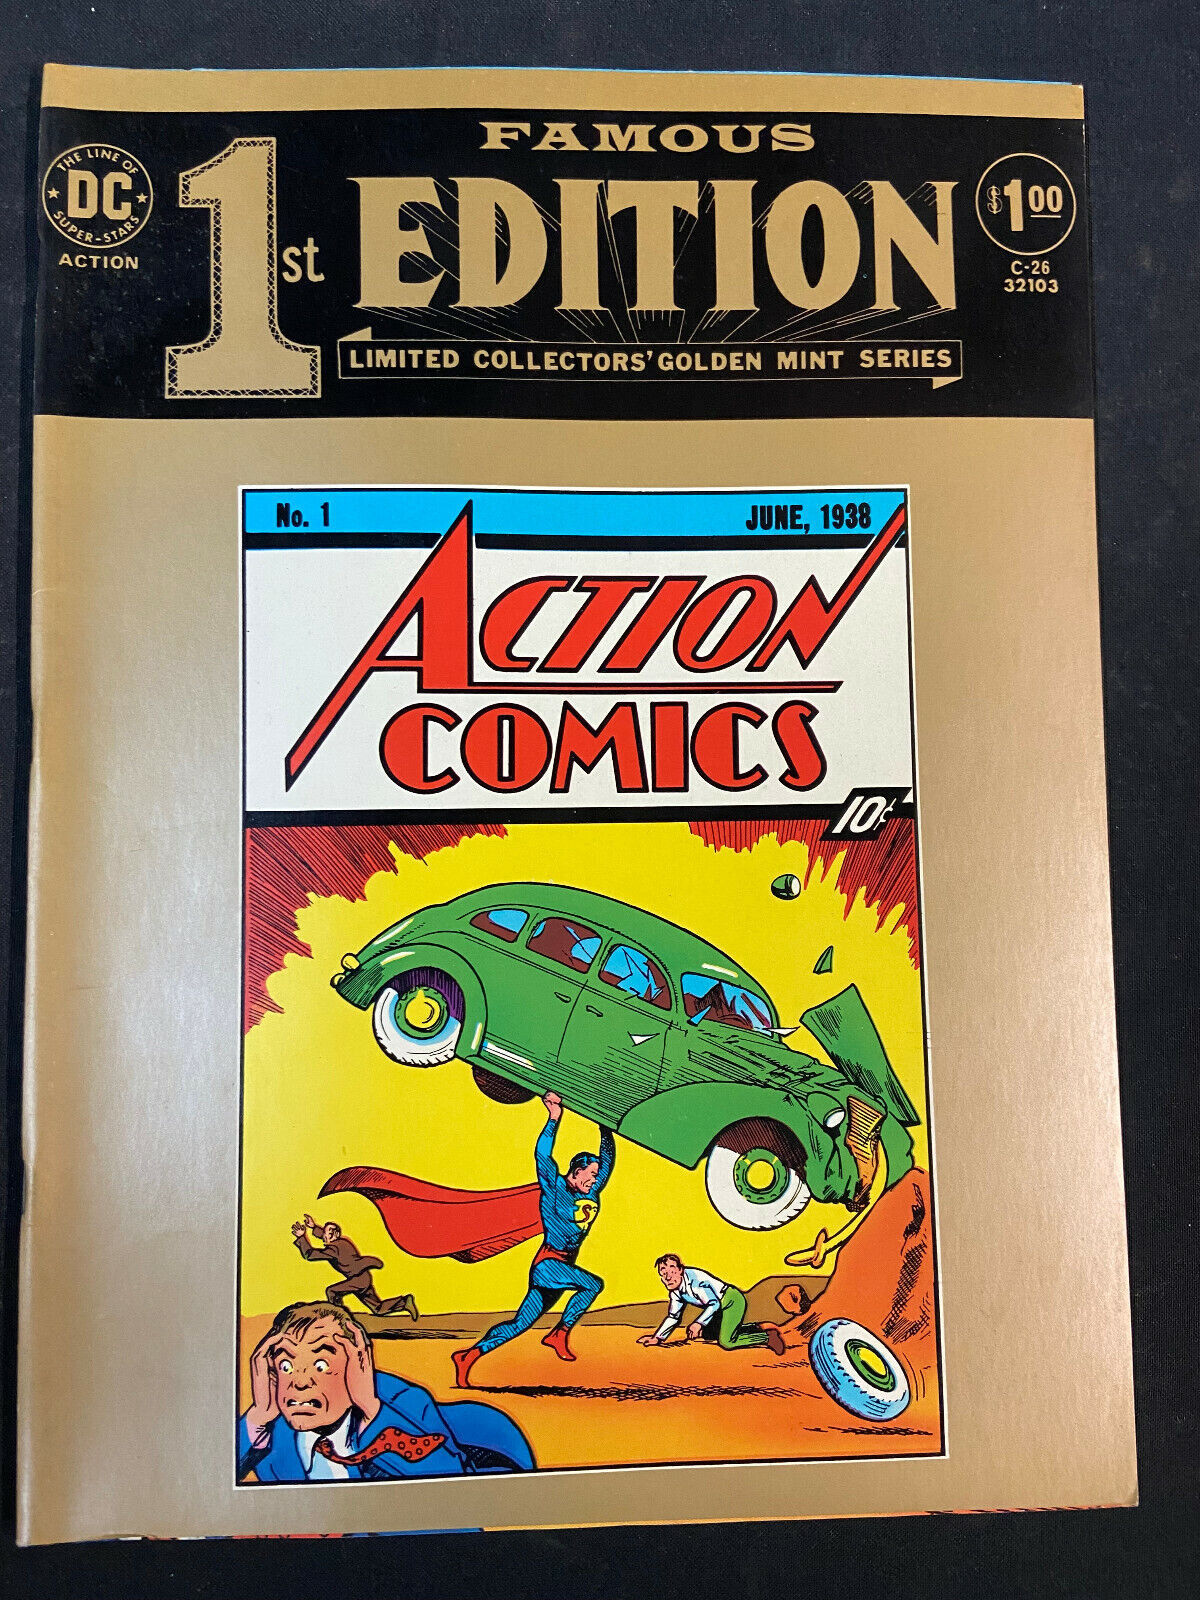 THE LINE OF
DC
SUPER-STARS
ACTION
FAMOUS
1st EDITION
LIMITED COLLECTORS' GOLDEN MINT SERIES
$1.00
C-26
32103
No. 1 JUNE, 1938
ACTION
COMICS
10¢
S